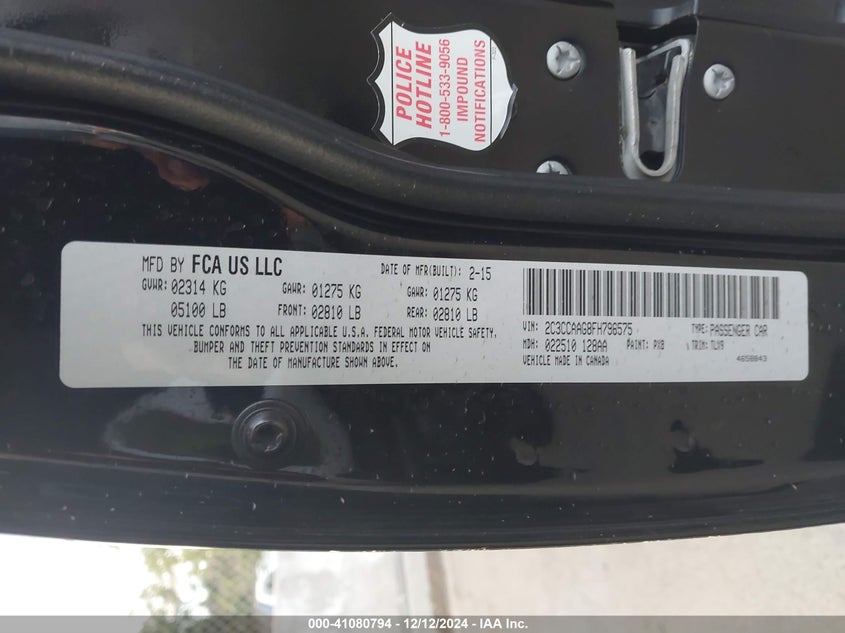 POLICE
HOTLINE
1-800-533-9056
IMPOUND
NOTIFICATIONS
MFD BY FCA US LLC
DATE OF MFR(BUILT): 2-15
GVWR: 02314 KG
GAWR: 01275 KG
GAWR: 01275 KG
05100 LB
FRONT: 02810 LB
REAR: 02810 LB
THIS VEHICLE CONFORMS TO ALL APPLICABLE U.S.A. FEDERAL MOTOR VEHICLE SAFETY,
BUMPER AND THEFT PREVENTION STANDARDS IN EFFECT ON
THE DATE OF MANUFACTURE SHOWN ABOVE.
VIN: 2C3CCAAG8FH796575
TYPE: PASSENGER CAR
MDH: 022510 128AA
PAINT: PX8
TRIM: TLX9
VEHICLE MADE IN CANADA
4658843
000-41080794 - 12/12/2024 - IAA Inc.